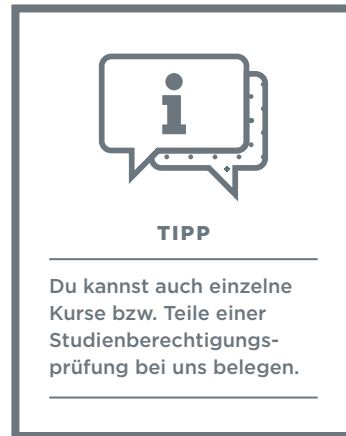 TIPP
Du kannst auch einzelne
Kurse bzw. Teile einer
Studienberechtigungs-
prüfung bei uns belegen.